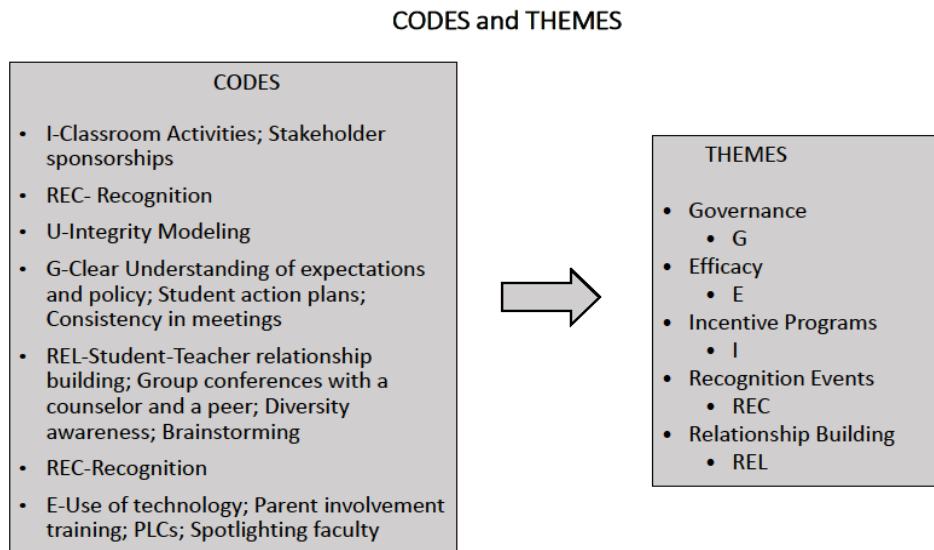 CODES and THEMES
CODES
• I-Classroom Activities; Stakeholder
sponsorships
• REC- Recognition
• U-Integrity Modeling
• G-Clear Understanding of expectations
and policy; Student action plans;
Consistency in meetings
• REL-Student-Teacher relationship
building; Group conferences with a
counselor and a peer; Diversity
awareness; Brainstorming
• REC-Recognition
• E-Use of technology; Parent involvement
training; PLCs; Spotlighting faculty
THEMES
• Governance
• G
• Efficacy
• E
• Incentive Programs
• I
• Recognition Events
• REC
• Relationship Building
• REL